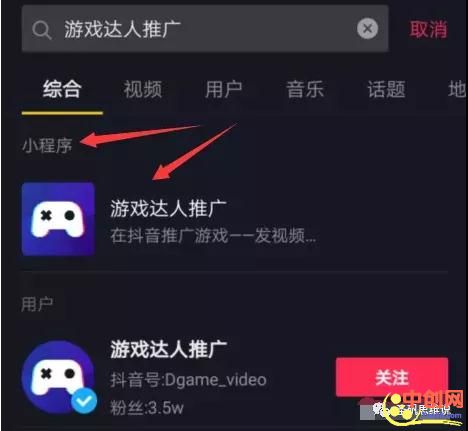 游戏达人推广
取消
综合 视频 用户 音乐 话题 地
小程序
游戏达人推广
在抖音推广游戏——发视频...
用户
游戏达人推广
抖音号:Dgame_video
粉丝:3.5w
关注
中创网